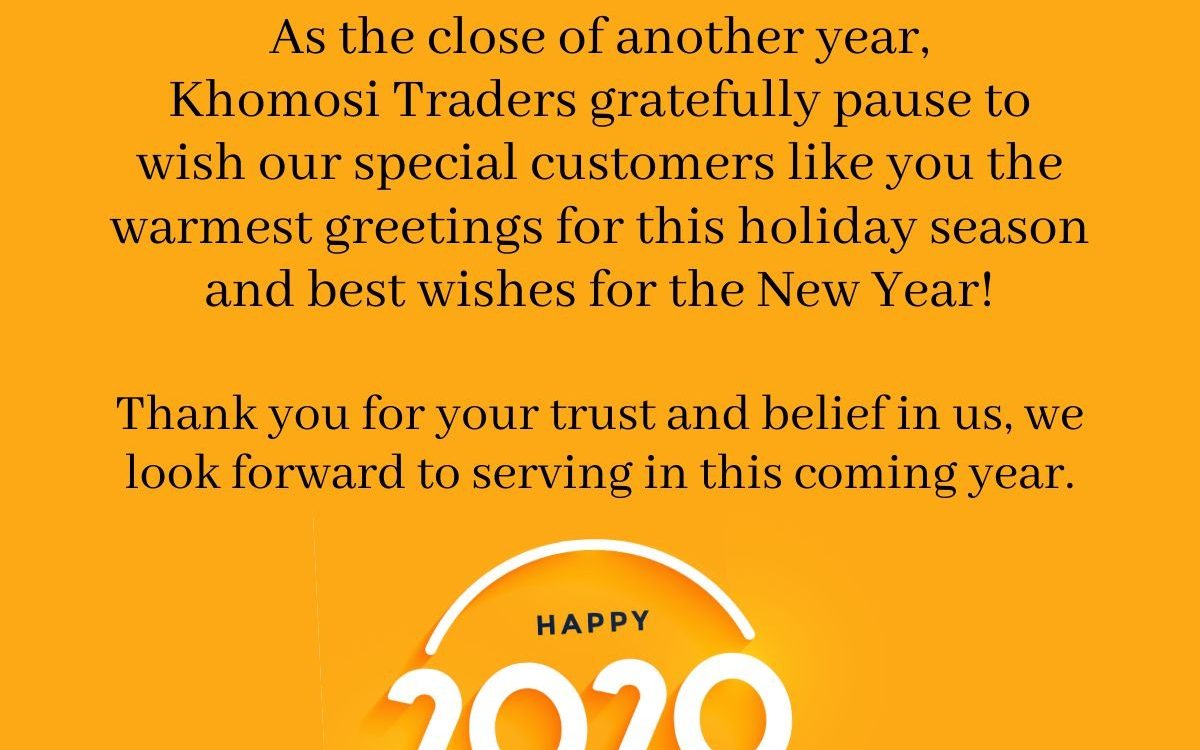 As the close of another year,
Khomosi Traders gratefully pause to
wish our special customers like you the
warmest greetings for this holiday season
and best wishes for the New Year!
Thank you for your trust and belief in us, we
look forward to serving in this coming year.
HAPPY
2020